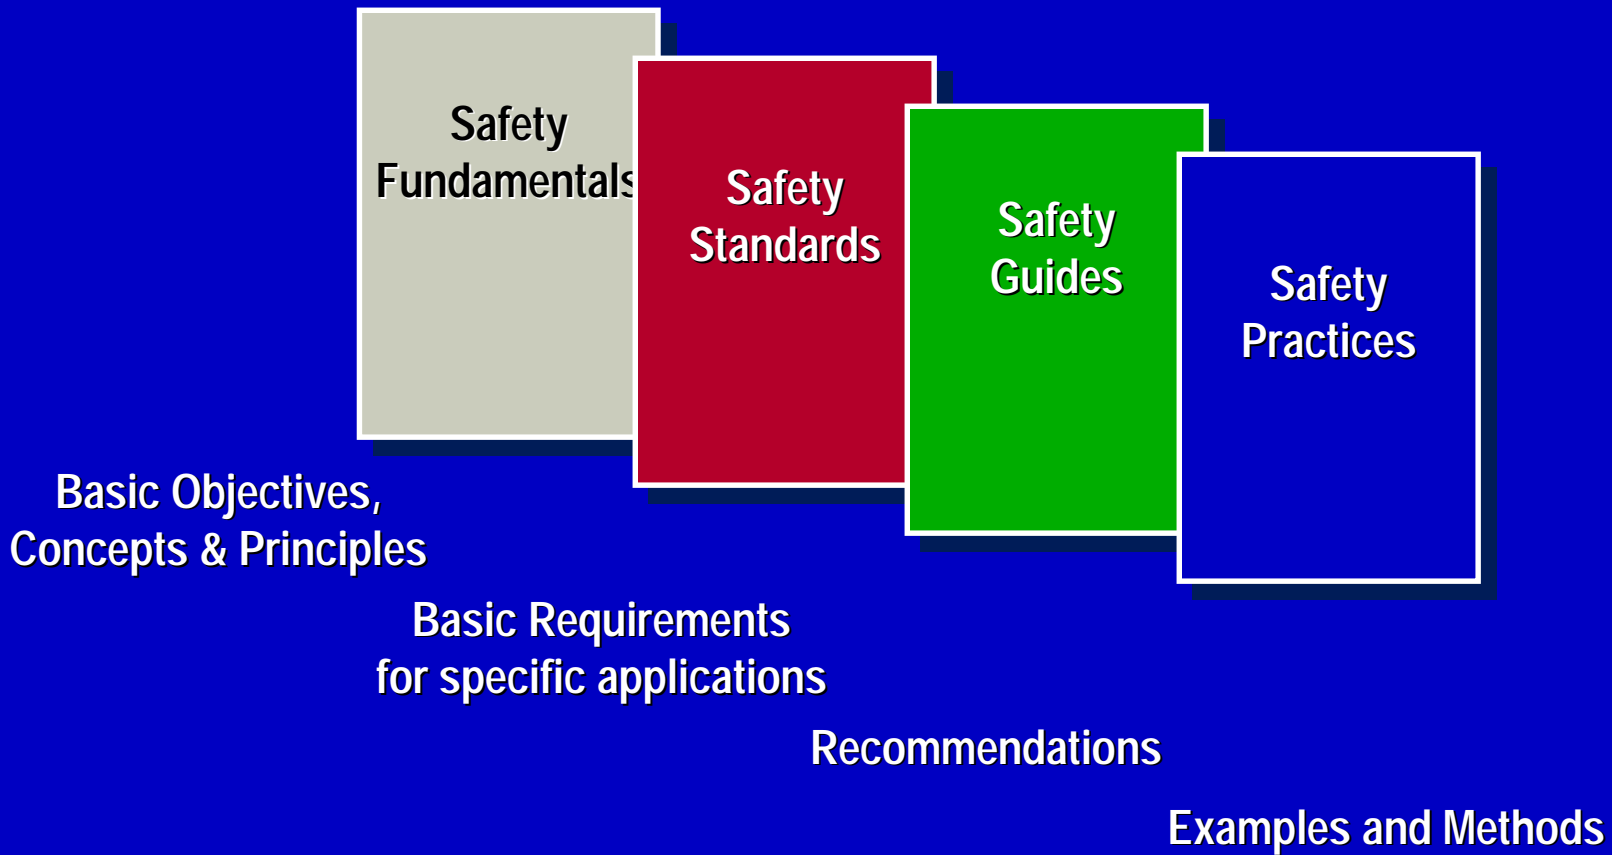 Safety
Fundamentals
Safety
Standards
Safety
Guides
Safety
Practices
Basic Objectives,
Concepts & Principles
Basic Requirements
for specific applications
Recommendations
Examples and Methods